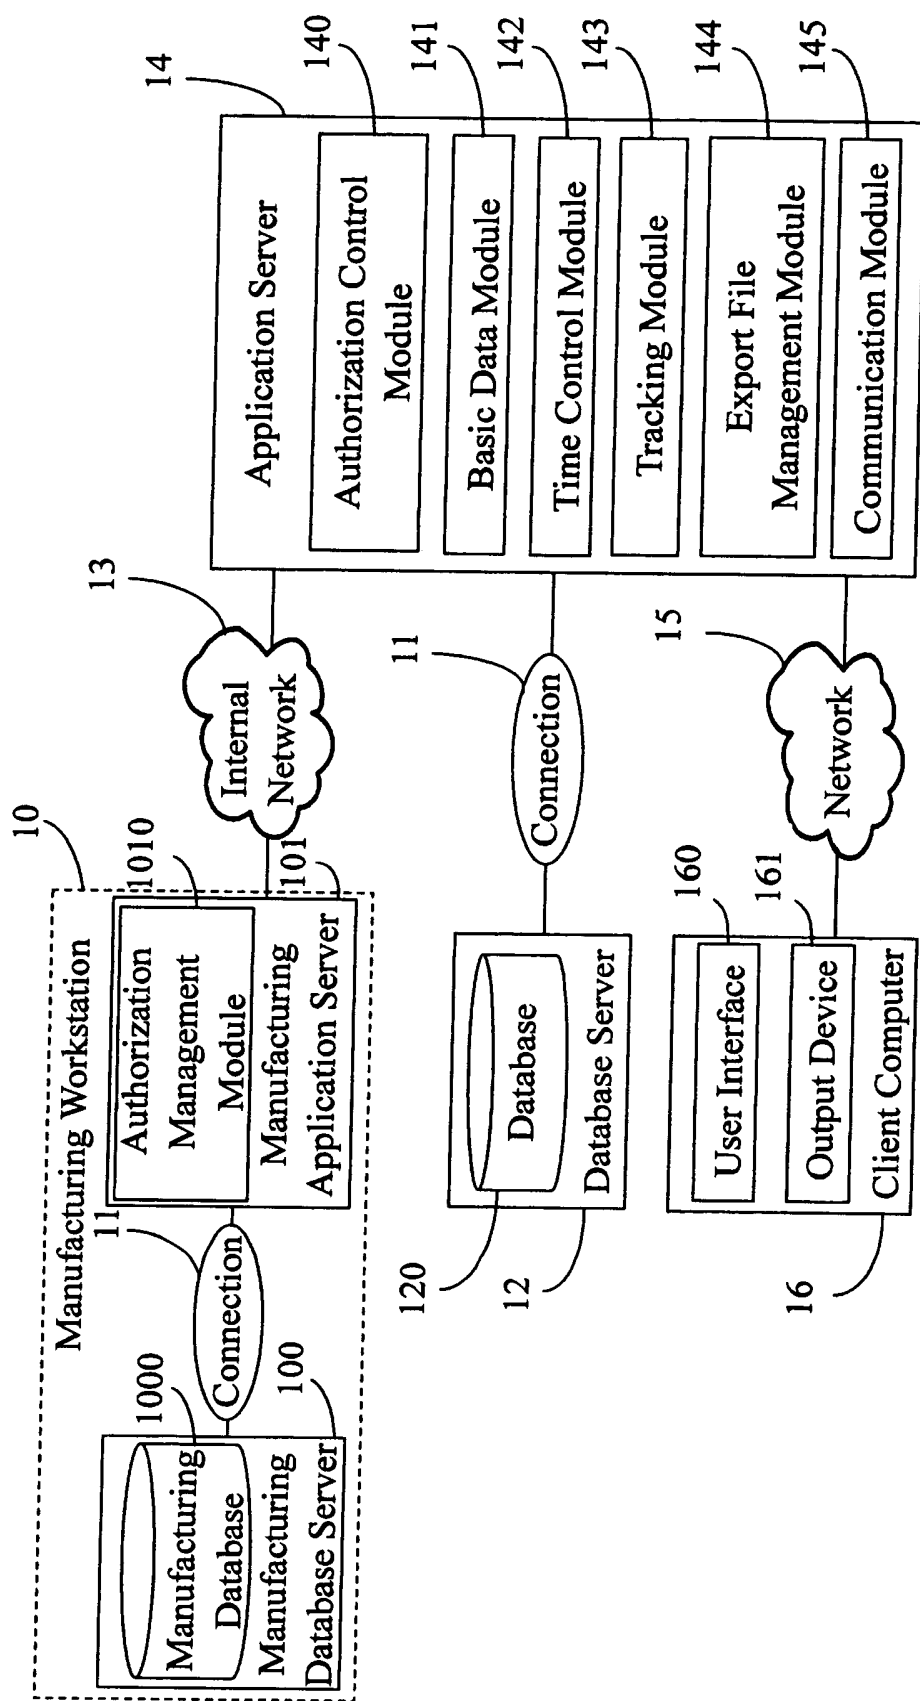 Manufacturing Workstation
10
Manufacturing
Database
1000
Manufacturing
Database Server
100
11
Connection
Authorization
Management
Module
1010
Manufacturing
Application Server
101
13
Internal
Network
14
Application Server
Authorization Control
Module
140
Basic Data Module
141
Time Control Module
142
Tracking Module
143
Export File
Management Module
144
Communication Module
145
Database
120
Database Server
12
11
Connection
User Interface
160
Output Device
161
Client Computer
16
15
Network